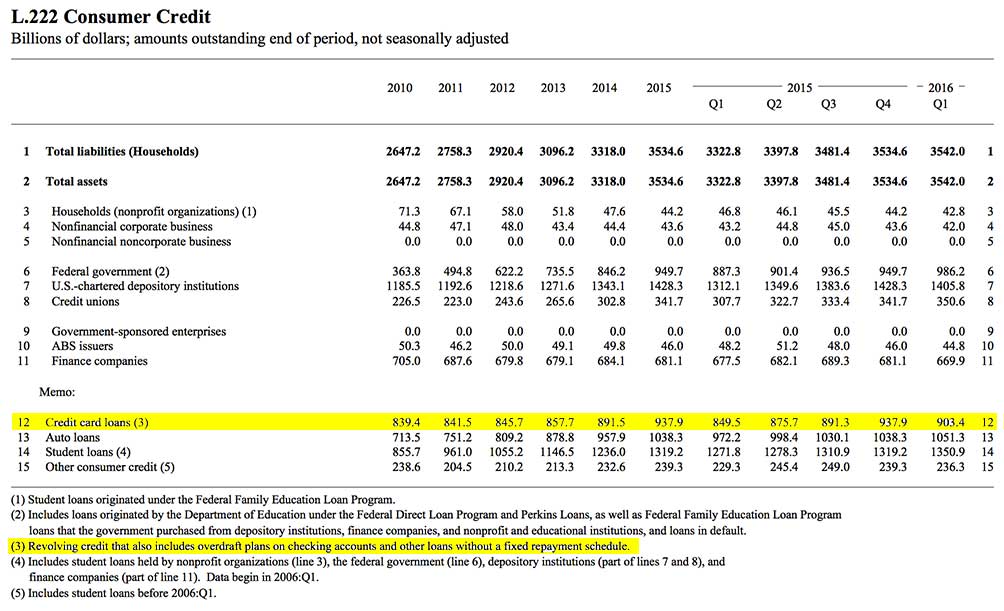 L.222 Consumer Credit
Billions of dollars; amounts outstanding end of period, not seasonally adjusted
2010 2011 2012 2013 2014 2015 2015 2016
Q1 Q2 Q3 Q4 Q1
1 Total liabilities (Households) 2647.2 2758.3 2920.4 3096.2 3318.0 3534.6 3322.8 3397.8 3481.4 3534.6 3542.0 1
2 Total assets 2647.2 2758.3 2920.4 3096.2 3318.0 3534.6 3322.8 3397.8 3481.4 3534.6 3542.0 2
3 Households (nonprofit organizations) (1) 71.3 67.1 58.0 51.8 47.6 44.2 46.8 46.1 45.5 44.2 42.8 3
4 Nonfinancial corporate business 44.8 47.1 48.0 43.4 44.4 43.6 43.2 44.8 45.0 43.6 42.0 4
5 Nonfinancial noncorporate business 0.0 0.0 0.0 0.0 0.0 0.0 0.0 0.0 0.0 0.0 0.0 5
6 Federal government (2) 363.8 494.8 622.2 735.5 846.2 949.7 887.3 901.4 936.5 949.7 986.2 6
7 U.S.-chartered depository institutions 1185.5 1192.6 1218.6 1271.6 1343.1 1428.3 1312.1 1349.6 1383.6 1428.3 1405.8 7
8 Credit unions 226.5 223.0 243.6 265.6 302.8 341.7 307.7 322.7 333.4 341.7 350.6 8
9 Government-sponsored enterprises 0.0 0.0 0.0 0.0 0.0 0.0 0.0 0.0 0.0 0.0 0.0 9
10 ABS issuers 50.3 46.2 50.0 49.1 49.8 46.0 48.2 51.2 48.0 46.0 44.8 10
11 Finance companies 705.0 687.6 679.8 679.1 684.1 681.1 677.5 682.1 689.3 681.1 669.9 11
Memo:
12 Credit card loans (3) 839.4 841.5 845.7 857.7 891.5 937.9 849.5 875.7 891.3 937.9 903.4 12
13 Auto loans 713.5 751.2 809.2 878.8 957.9 1038.3 972.2 998.4 1030.1 1038.3 1051.3 13
14 Student loans (4) 855.7 961.0 1055.2 1146.5 1236.0 1319.2 1271.8 1278.3 1310.9 1319.2 1350.9 14
15 Other consumer credit (5) 238.6 204.5 210.2 213.3 232.6 239.3 229.3 245.4 249.0 239.3 236.3 15
(1) Student loans originated under the Federal Family Education Loan Program.
(2) Includes loans originated by the Department of Education under the Federal Direct Loan Program and Perkins Loans, as well as Federal Family Education Loan Program
loans that the government purchased from depository institutions, finance companies, and nonprofit and educational institutions, and loans in default.
(3) Revolving credit that also includes overdraft plans on checking accounts and other loans without a fixed repayment schedule.
(4) Includes student loans held by nonprofit organizations (line 3), the federal government (line 6), depository institutions (part of lines 7 and 8), and
finance companies (part of line 11). Data begin in 2006:Q1.
(5) Includes student loans before 2006:Q1.